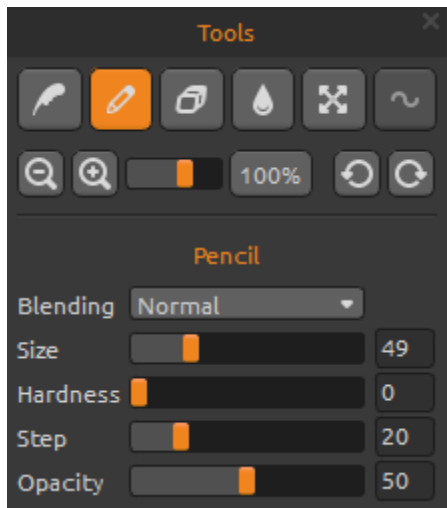 Tools
100%
Pencil
Blending Normal
Size 49
Hardness 0
Step 20
Opacity 50